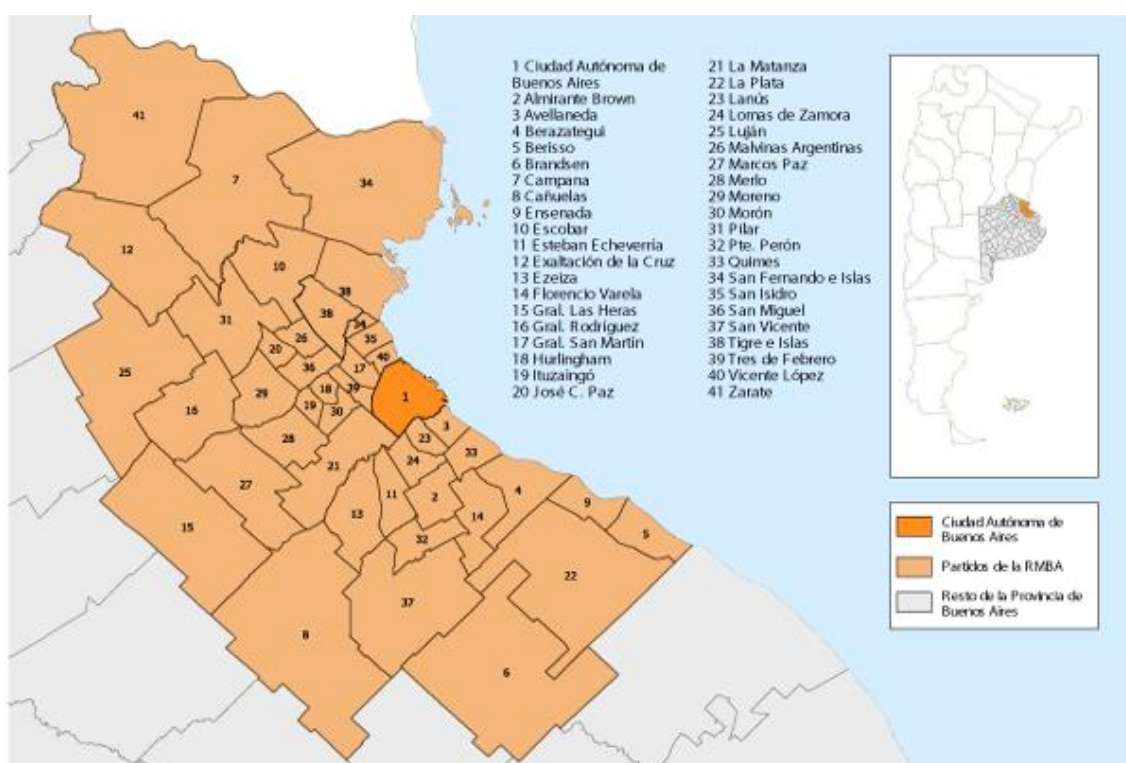 1 Ciudad Autónoma de
Buenos Aires
2 Almirante Brown
3 Avellaneda
4 Berazategui
5 Berisso
6 Brandsen
7 Campana
8 Cañuelas
9 Ensenada
10 Escobar
11 Esteban Echeverría
12 Exaltación de la Cruz
13 Ezeiza
14 Florencio Varela
15 Gral. Las Heras
16 Gral. Rodríguez
17 Gral. San Martín
18 Hurlingham
19 Ituzaingó
20 José C. Paz
21 La Matanza
22 La Plata
23 Lanús
24 Lomas de Zamora
25 Luján
26 Malvinas Argentinas
27 Marcos Paz
28 Merlo
29 Moreno
30 Morón
31 Pilar
32 Pte. Perón
33 Quimes
34 San Fernando e Islas
35 San Isidro
36 San Miguel
37 San Vicente
38 Tigre e Islas
39 Tres de Febrero
40 Vicente López
41 Zarate
41
7
34
12
10
38
31
38
34
26
35
20
40
36
17
25
29
18
39
1
16
19
30
3
28
23
33
21
24
27
4
11
2
9
13
14
15
5
32
22
37
8
6
Ciudad Autónoma de
Buenos Aires
Partidos de la RMBA
Resto de la Provincia de
Buenos Aires